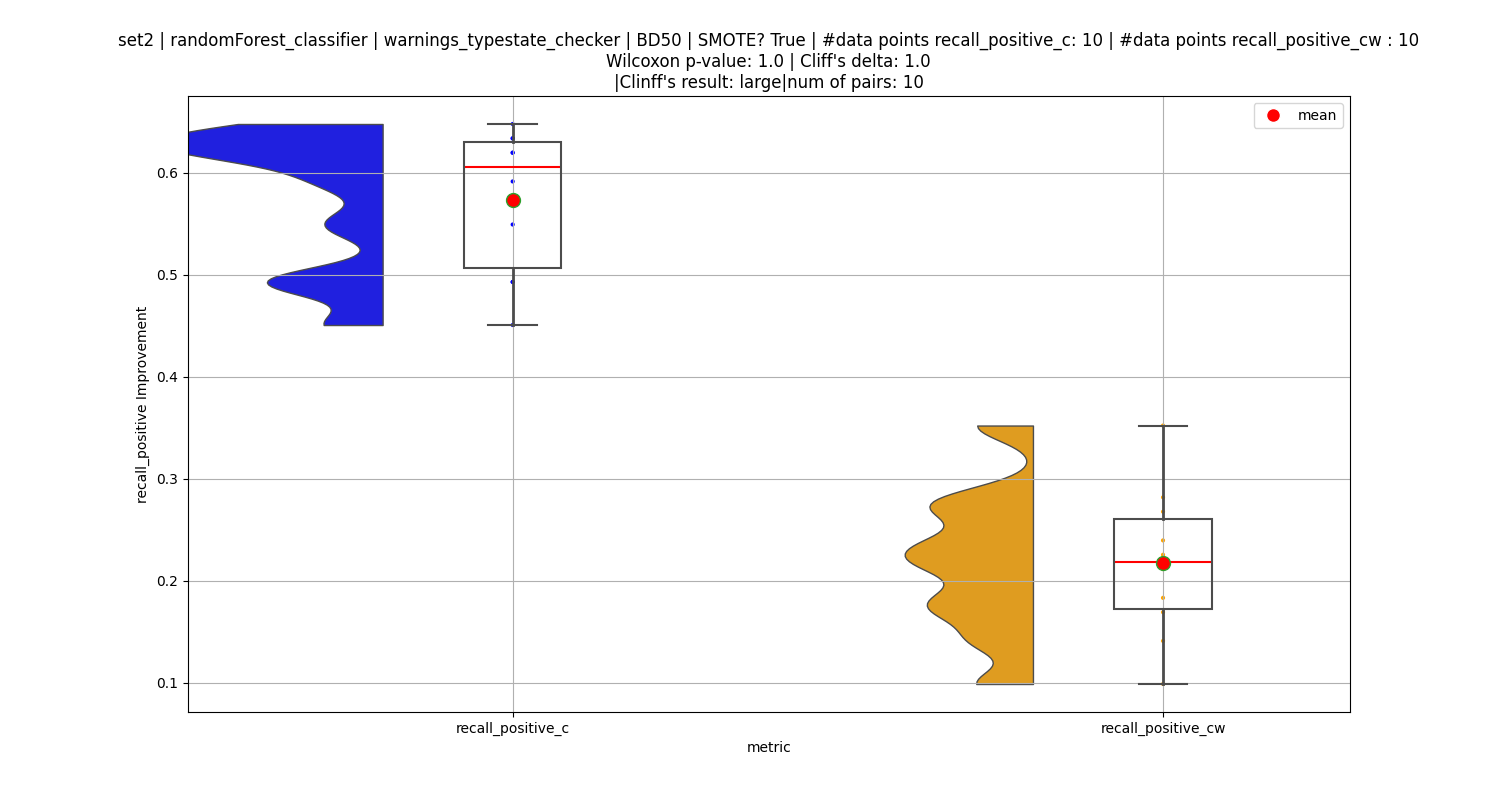 set2 | randomForest_classifier | warnings_typestate_checker | BD50 | SMOTE? True | #data points recall_positive_c: 10 | #data points recall_positive_cw : 10
Wilcoxon p-value: 1.0 | Cliff's delta: 1.0
|Clinff's result: large|num of pairs: 10
mean
0.6
0.5
0.4
0.3
0.2
0.1
recall_positive Improvement
recall_positive_c
recall_positive_cw
metric